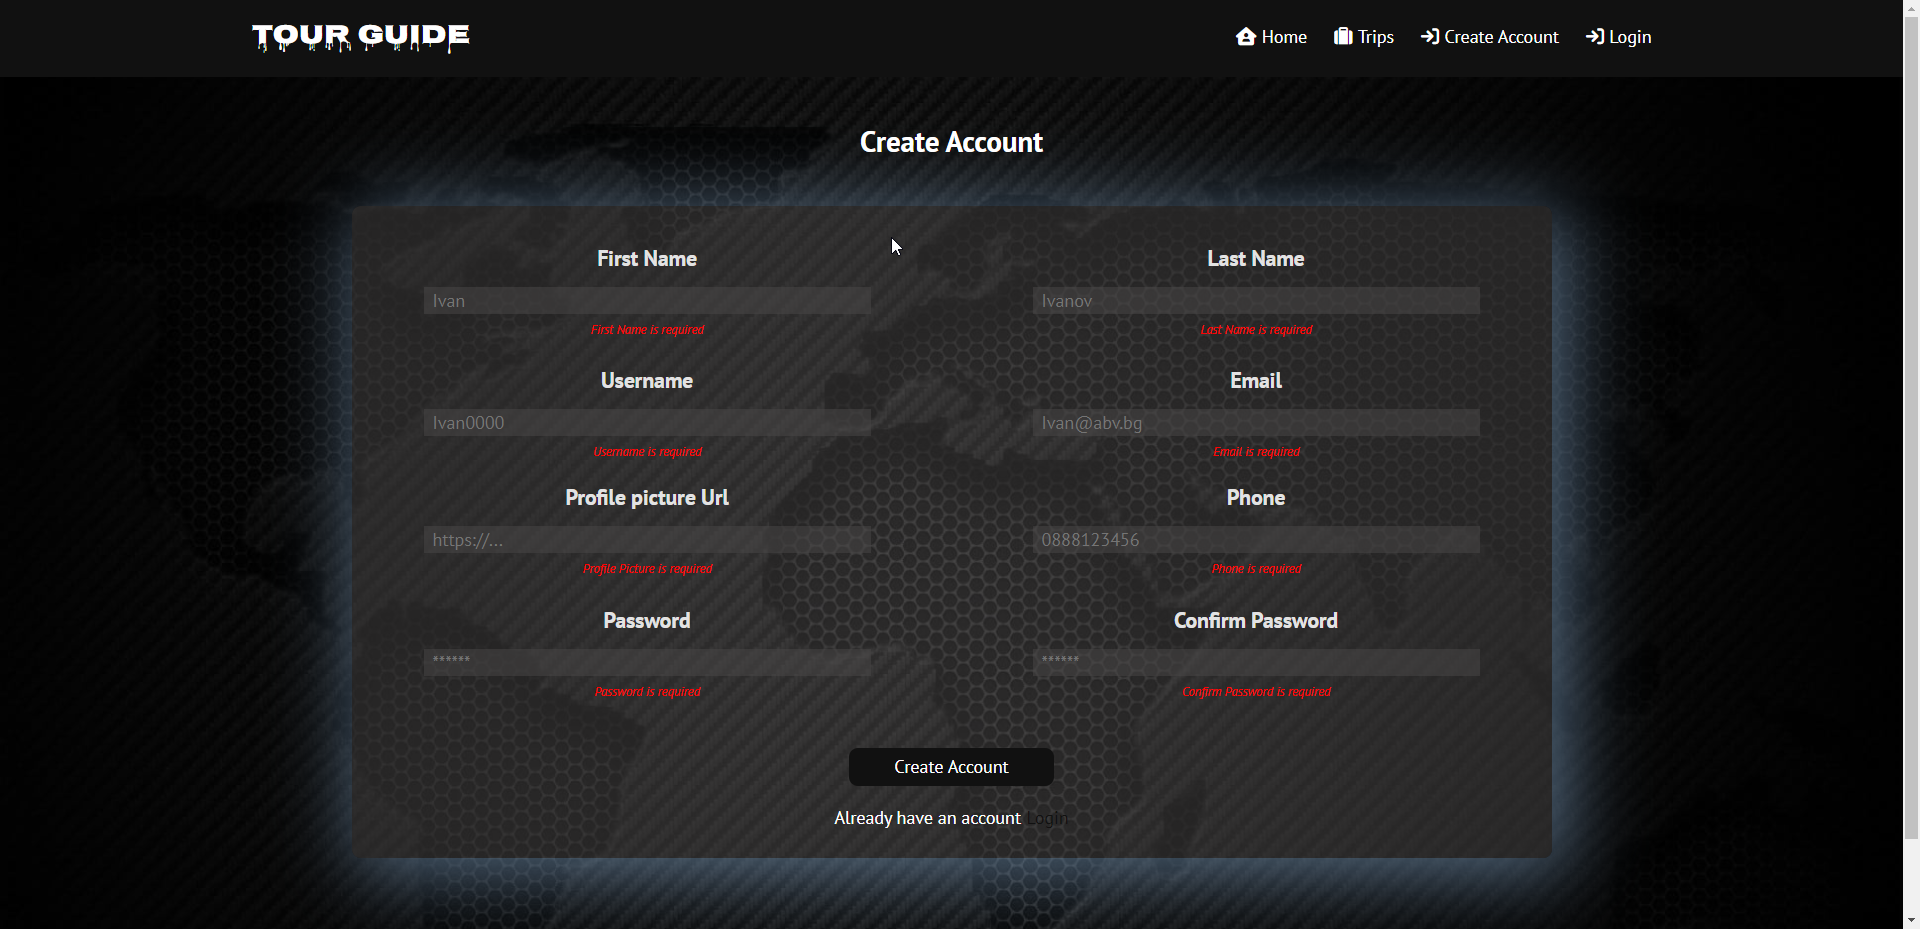 TOUR GUIDE
Home Trips Create Account Login
Create Account
First Name Last Name
Ivan Ivanov
First Name is required Last Name is required
Username Email
Ivan0000 Ivan@abv.bg
Username is required Email is required
Profile picture Url Phone
https://... 0888123456
Profile Picture is required Phone is required
Password Confirm Password
****** ******
Password is required Confirm Password is required
Create Account
Already have an account Login